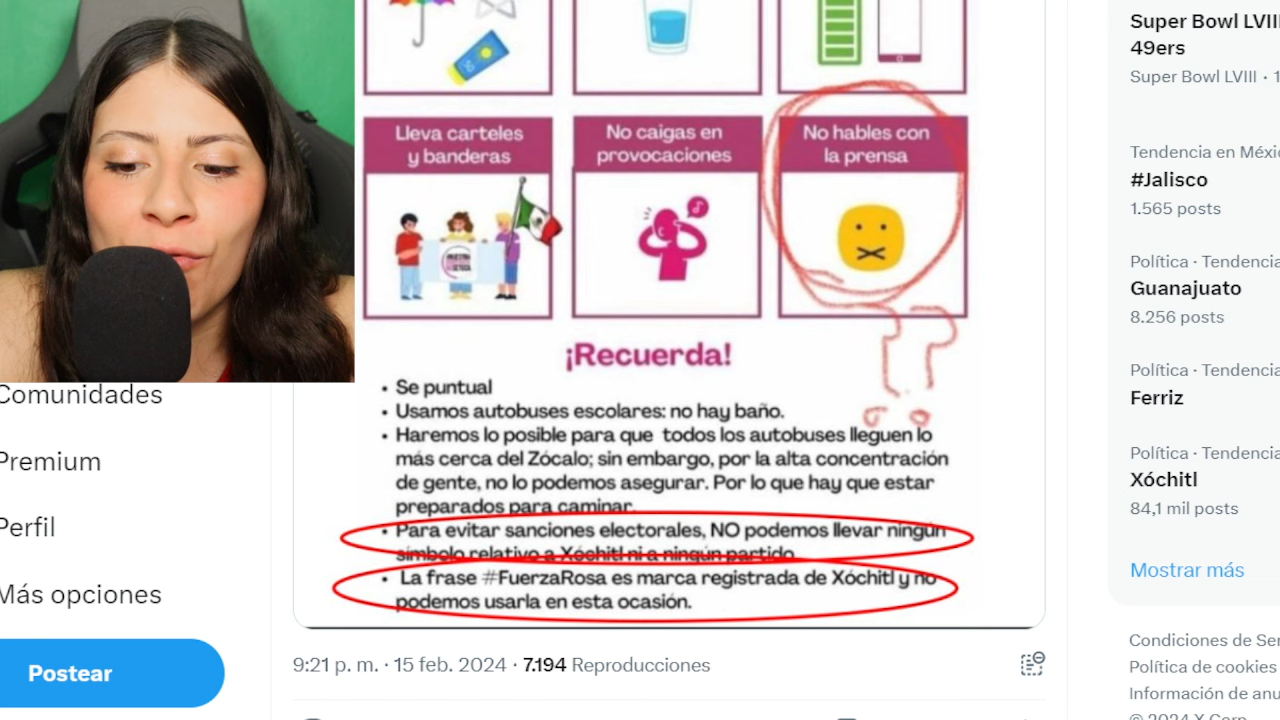 Lleva carteles
y banderas
No caigas en
provocaciones
No hables con
la prensa
¡Recuerda!
• Se puntual
• Usamos autobuses escolares: no hay baño.
• Haremos lo posible para que todos los autobuses lleguen lo
más cerca del Zócalo; sin embargo, por la alta concentración
de gente, no lo podemos asegurar. Por lo que hay que estar
preparados para caminar.
• Para evitar sanciones electorales, NO podemos llevar ningún
símbolo relativo a Xóchitl ni a ningún partido.
• La frase #FuerzaRosa es marca registrada de Xóchitl y no
podemos usarla en esta ocasión.
9:21 p. m. · 15 feb. 2024 · 7.194 Reproducciones
Comunidades
Premium
Perfil
Más opciones
Postear
Super Bowl LVIII
49ers
Super Bowl LVIII · 1
Tendencia en México
#Jalisco
1.565 posts
Política · Tendencia
Guanajuato
8.256 posts
Política · Tendencia
Ferriz
Política · Tendencia
Xóchitl
84,1 mil posts
Mostrar más
Condiciones de Ser
Política de cookies
Información de anu
© 2024 X Corp.